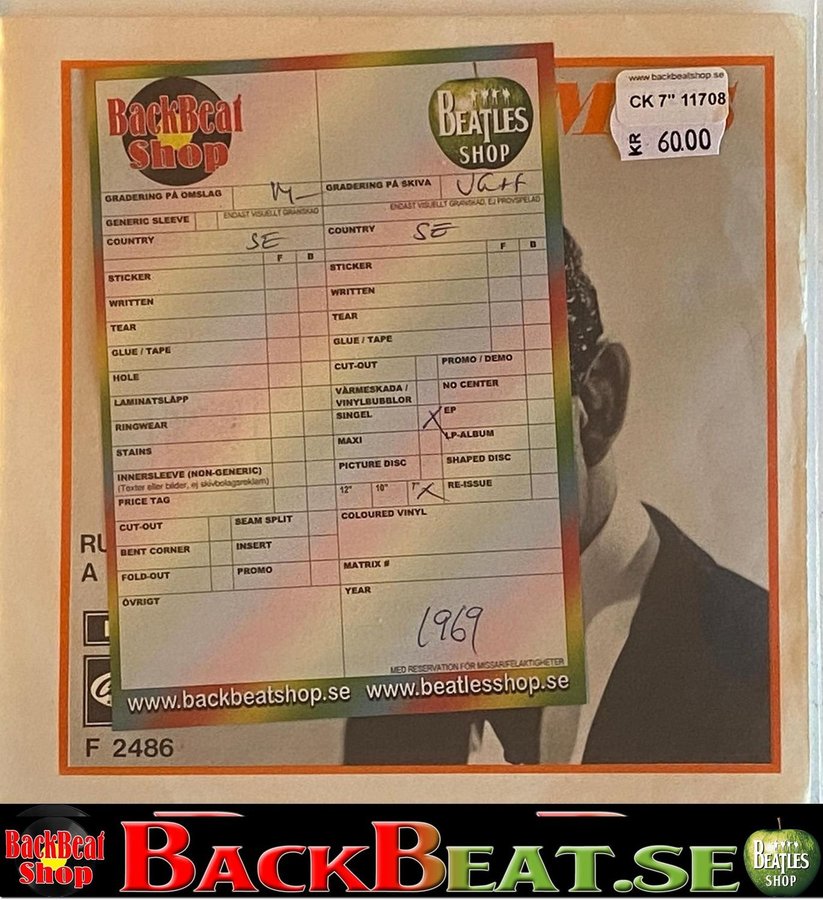 www.backbeatshop.se
CK 7" 11708
KR 60.00
BackBeat
Shop
BEATLES
SHOP
GRADERING PÅ OMSLAG
GRADERING PÅ SKIVA
VG++
ENDAST VISUELLT GRANSKAD
ENDAST VISUELLT GRANSKAD, EJ PROVSPELAD
GENERIC SLEEVE
COUNTRY SE
COUNTRY SE
F B
F B
STICKER
STICKER
WRITTEN
WRITTEN
TEAR
TEAR
GLUE / TAPE
GLUE / TAPE
HOLE
CUT-OUT
PROMO / DEMO
LAMINATSLÄPP
VÄRMESKADA /
VINYLBUBBLOR
NO CENTER
RINGWEAR
SINGEL X
EP
STAINS
MAXI
LP-ALBUM
INNERSLEEVE (NON-GENERIC)
(Texter eller bilder, ej skivbolagsreklam)
PICTURE DISC
SHAPED DISC
PRICE TAG
12" 10" 7" X
RE-ISSUE
CUT-OUT
SEAM SPLIT
COLOURED VINYL
BENT CORNER
INSERT
FOLD-OUT
PROMO
MATRIX #
ÖVRIGT
YEAR
1969
MED RESERVATION FÖR MISSAR/FELAKTIGHETER
www.backbeatshop.se www.beatlesshop.se
RU
A
F 2486
BackBeat
Shop
BACKBEAT.SE
BEATLES
SHOP